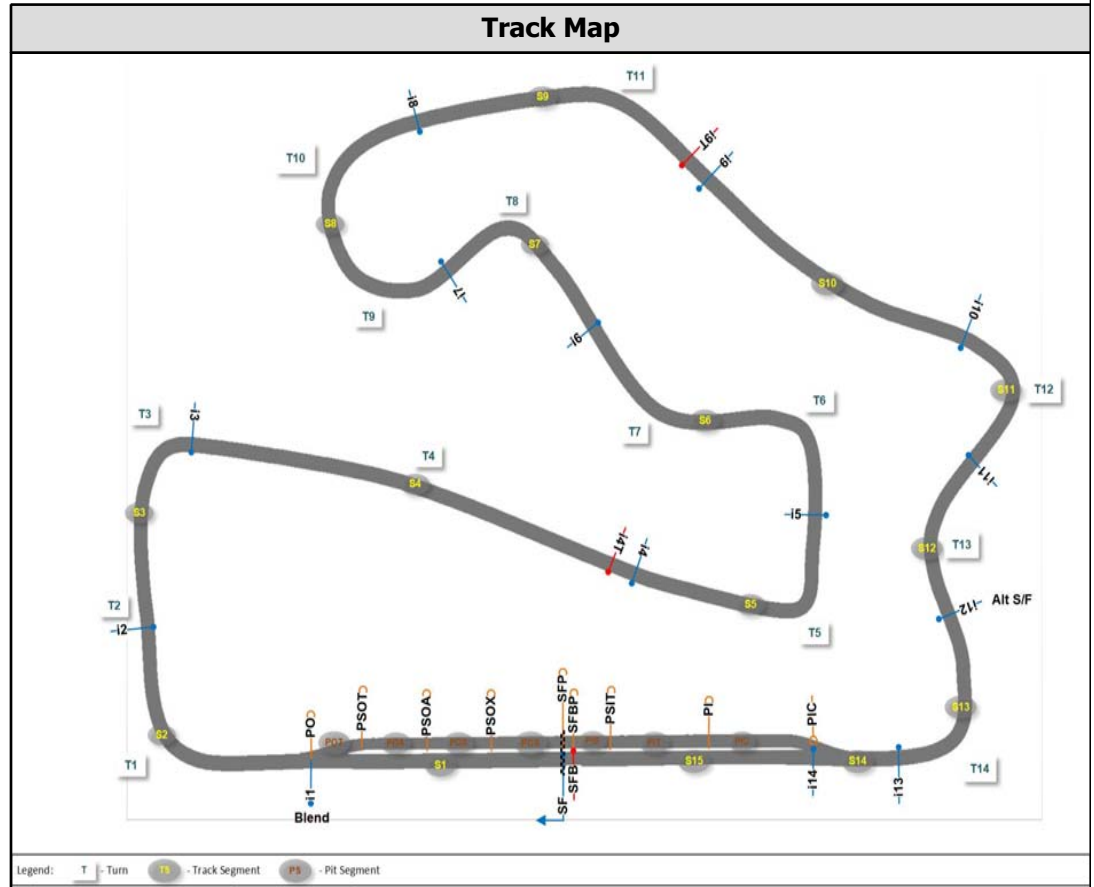 Track Map
T11
S9
-i8
-i9T
-i9
T10
T8
S8
S7
-i7
T9
-i6
S10
-i10
S11
T12
T6
-i3
T3
T4
S6
T7
S4
-i11
S3
-i5
S12
T13
-i4T
-i4
-i12
Alt S/F
T2
-i2
S5
T5
S13
S2
T1
PO
PSOT
PSOA
PSOX
SFP
SFBP
PSIT
PI
PIC
S1
S15
S14
T14
-i1
SF
-SFB
-i14
-i13
Blend
Legend: T - Turn TS - Track Segment PS - Pit Segment